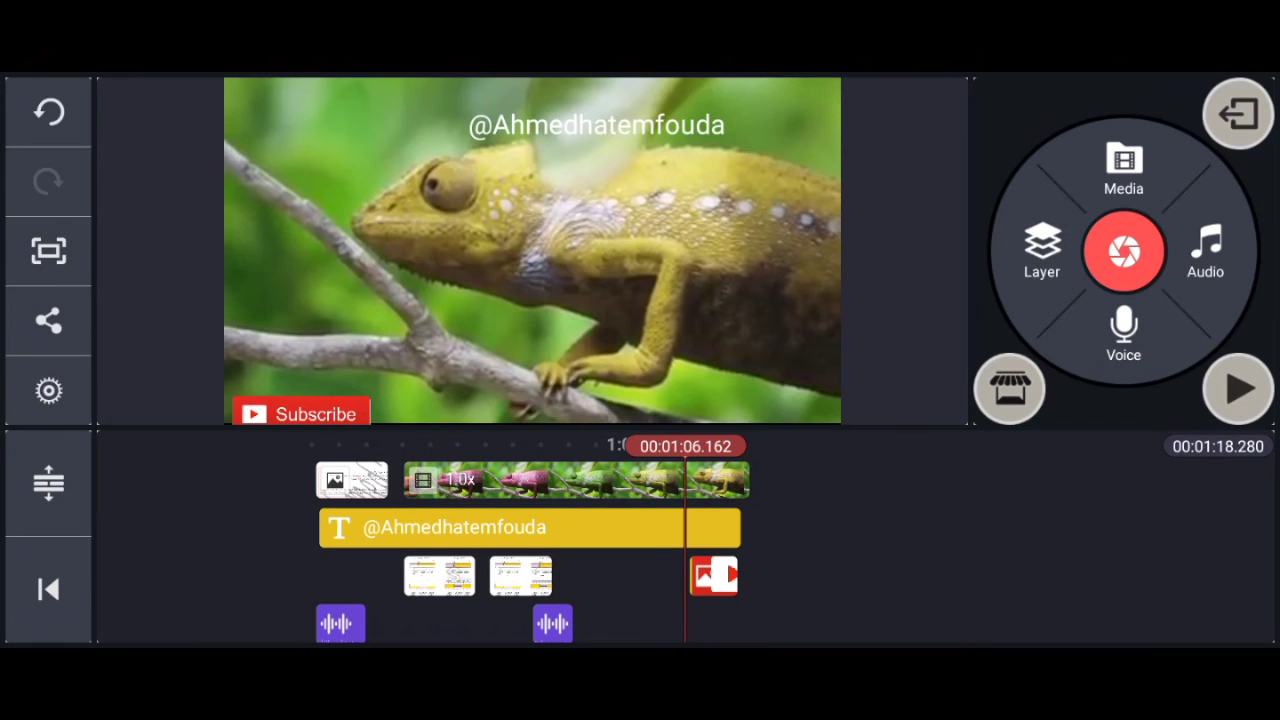 @Ahmedhatemfouda
Media
Layer
Audio
Voice
Subscribe
00:01:06.162
00:01:18.280
1.0x
@Ahmedhatemfouda